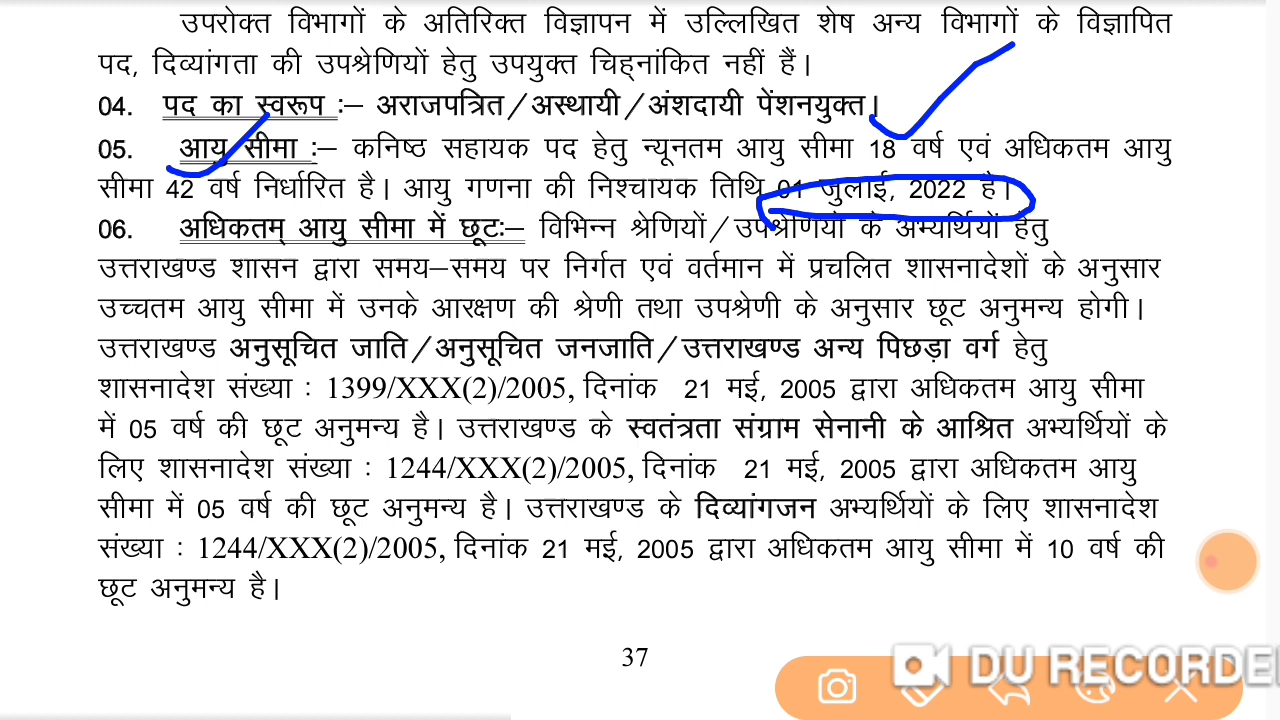 उपरोक्त विभागों के अतिरिक्त विज्ञापन में उल्लिखित शेष अन्य विभागों के विज्ञापित
पद, दिव्यांगता की उपश्रेणियों हेतु उपयुक्त चिह्नांकित नहीं हैं।
04. पद का स्वरूप :– अराजपत्रित/अस्थायी/अंशदायी पेंशनयुक्त।
05. आयु सीमा :– कनिष्ठ सहायक पद हेतु न्यूनतम आयु सीमा 18 वर्ष एवं अधिकतम आयु
सीमा 42 वर्ष निर्धारित है। आयु गणना की निश्चायक तिथि 01 जुलाई, 2022 है।
06. अधिकतम् आयु सीमा में छूटः– विभिन्न श्रेणियों/उपश्रेणियों के अभ्यर्थियों हेतु
उत्तराखण्ड शासन द्वारा समय–समय पर निर्गत एवं वर्तमान में प्रचलित शासनादेशों के अनुसार
उच्चतम आयु सीमा में उनके आरक्षण की श्रेणी तथा उपश्रेणी के अनुसार छूट अनुमन्य होगी।
उत्तराखण्ड अनुसूचित जाति/अनुसूचित जनजाति/उत्तराखण्ड अन्य पिछड़ा वर्ग हेतु
शासनादेश संख्या : 1399/XXX(2)/2005, दिनांक 21 मई, 2005 द्वारा अधिकतम आयु सीमा
में 05 वर्ष की छूट अनुमन्य है। उत्तराखण्ड के स्वतंत्रता संग्राम सेनानी के आश्रित अभ्यर्थियों के
लिए शासनादेश संख्या : 1244/XXX(2)/2005, दिनांक 21 मई, 2005 द्वारा अधिकतम आयु
सीमा में 05 वर्ष की छूट अनुमन्य है। उत्तराखण्ड के दिव्यांगजन अभ्यर्थियों के लिए शासनादेश
संख्या : 1244/XXX(2)/2005, दिनांक 21 मई, 2005 द्वारा अधिकतम आयु सीमा में 10 वर्ष की
छूट अनुमन्य है।
37
DU RECORDE